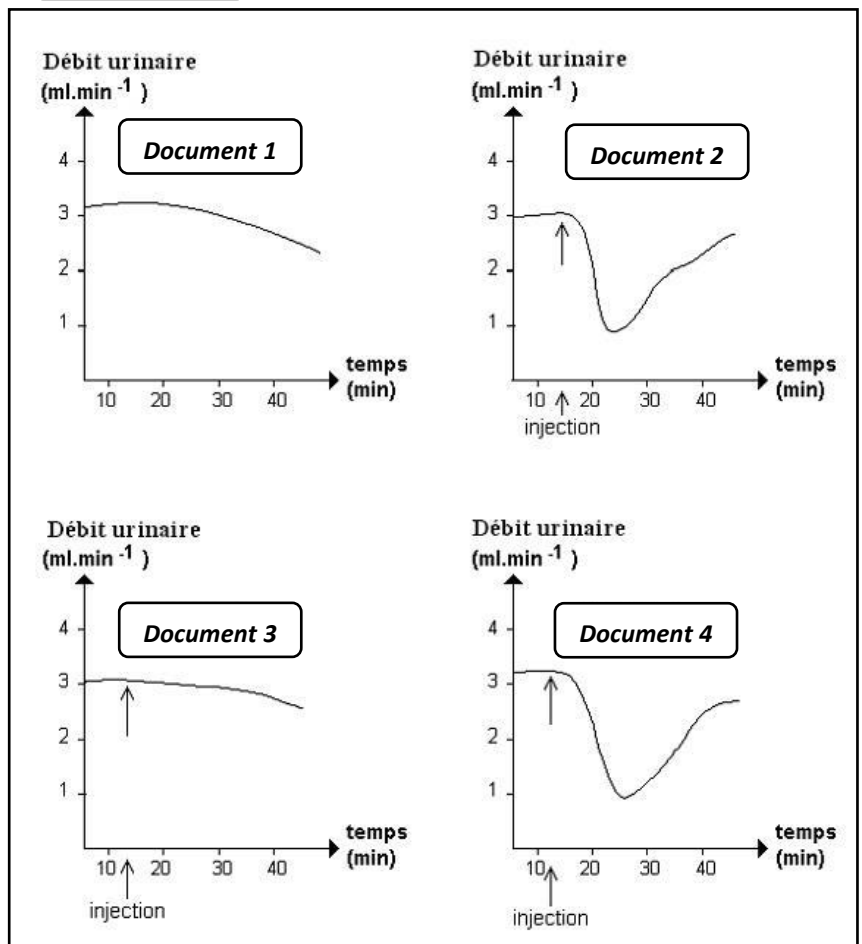 Débit urinaire
(ml.min -1 )
Document 1
4
3
2
1
10 20 30 40
temps
(min)
Débit urinaire
(ml.min -1 )
Document 2
4
3
2
1
10 20 30 40
temps
(min)
injection
Débit urinaire
(ml.min -1 )
Document 3
4
3
2
1
10 20 30 40
temps
(min)
injection
Débit urinaire
(ml.min -1 )
Document 4
4
3
2
1
10 20 30 40
temps
(min)
injection